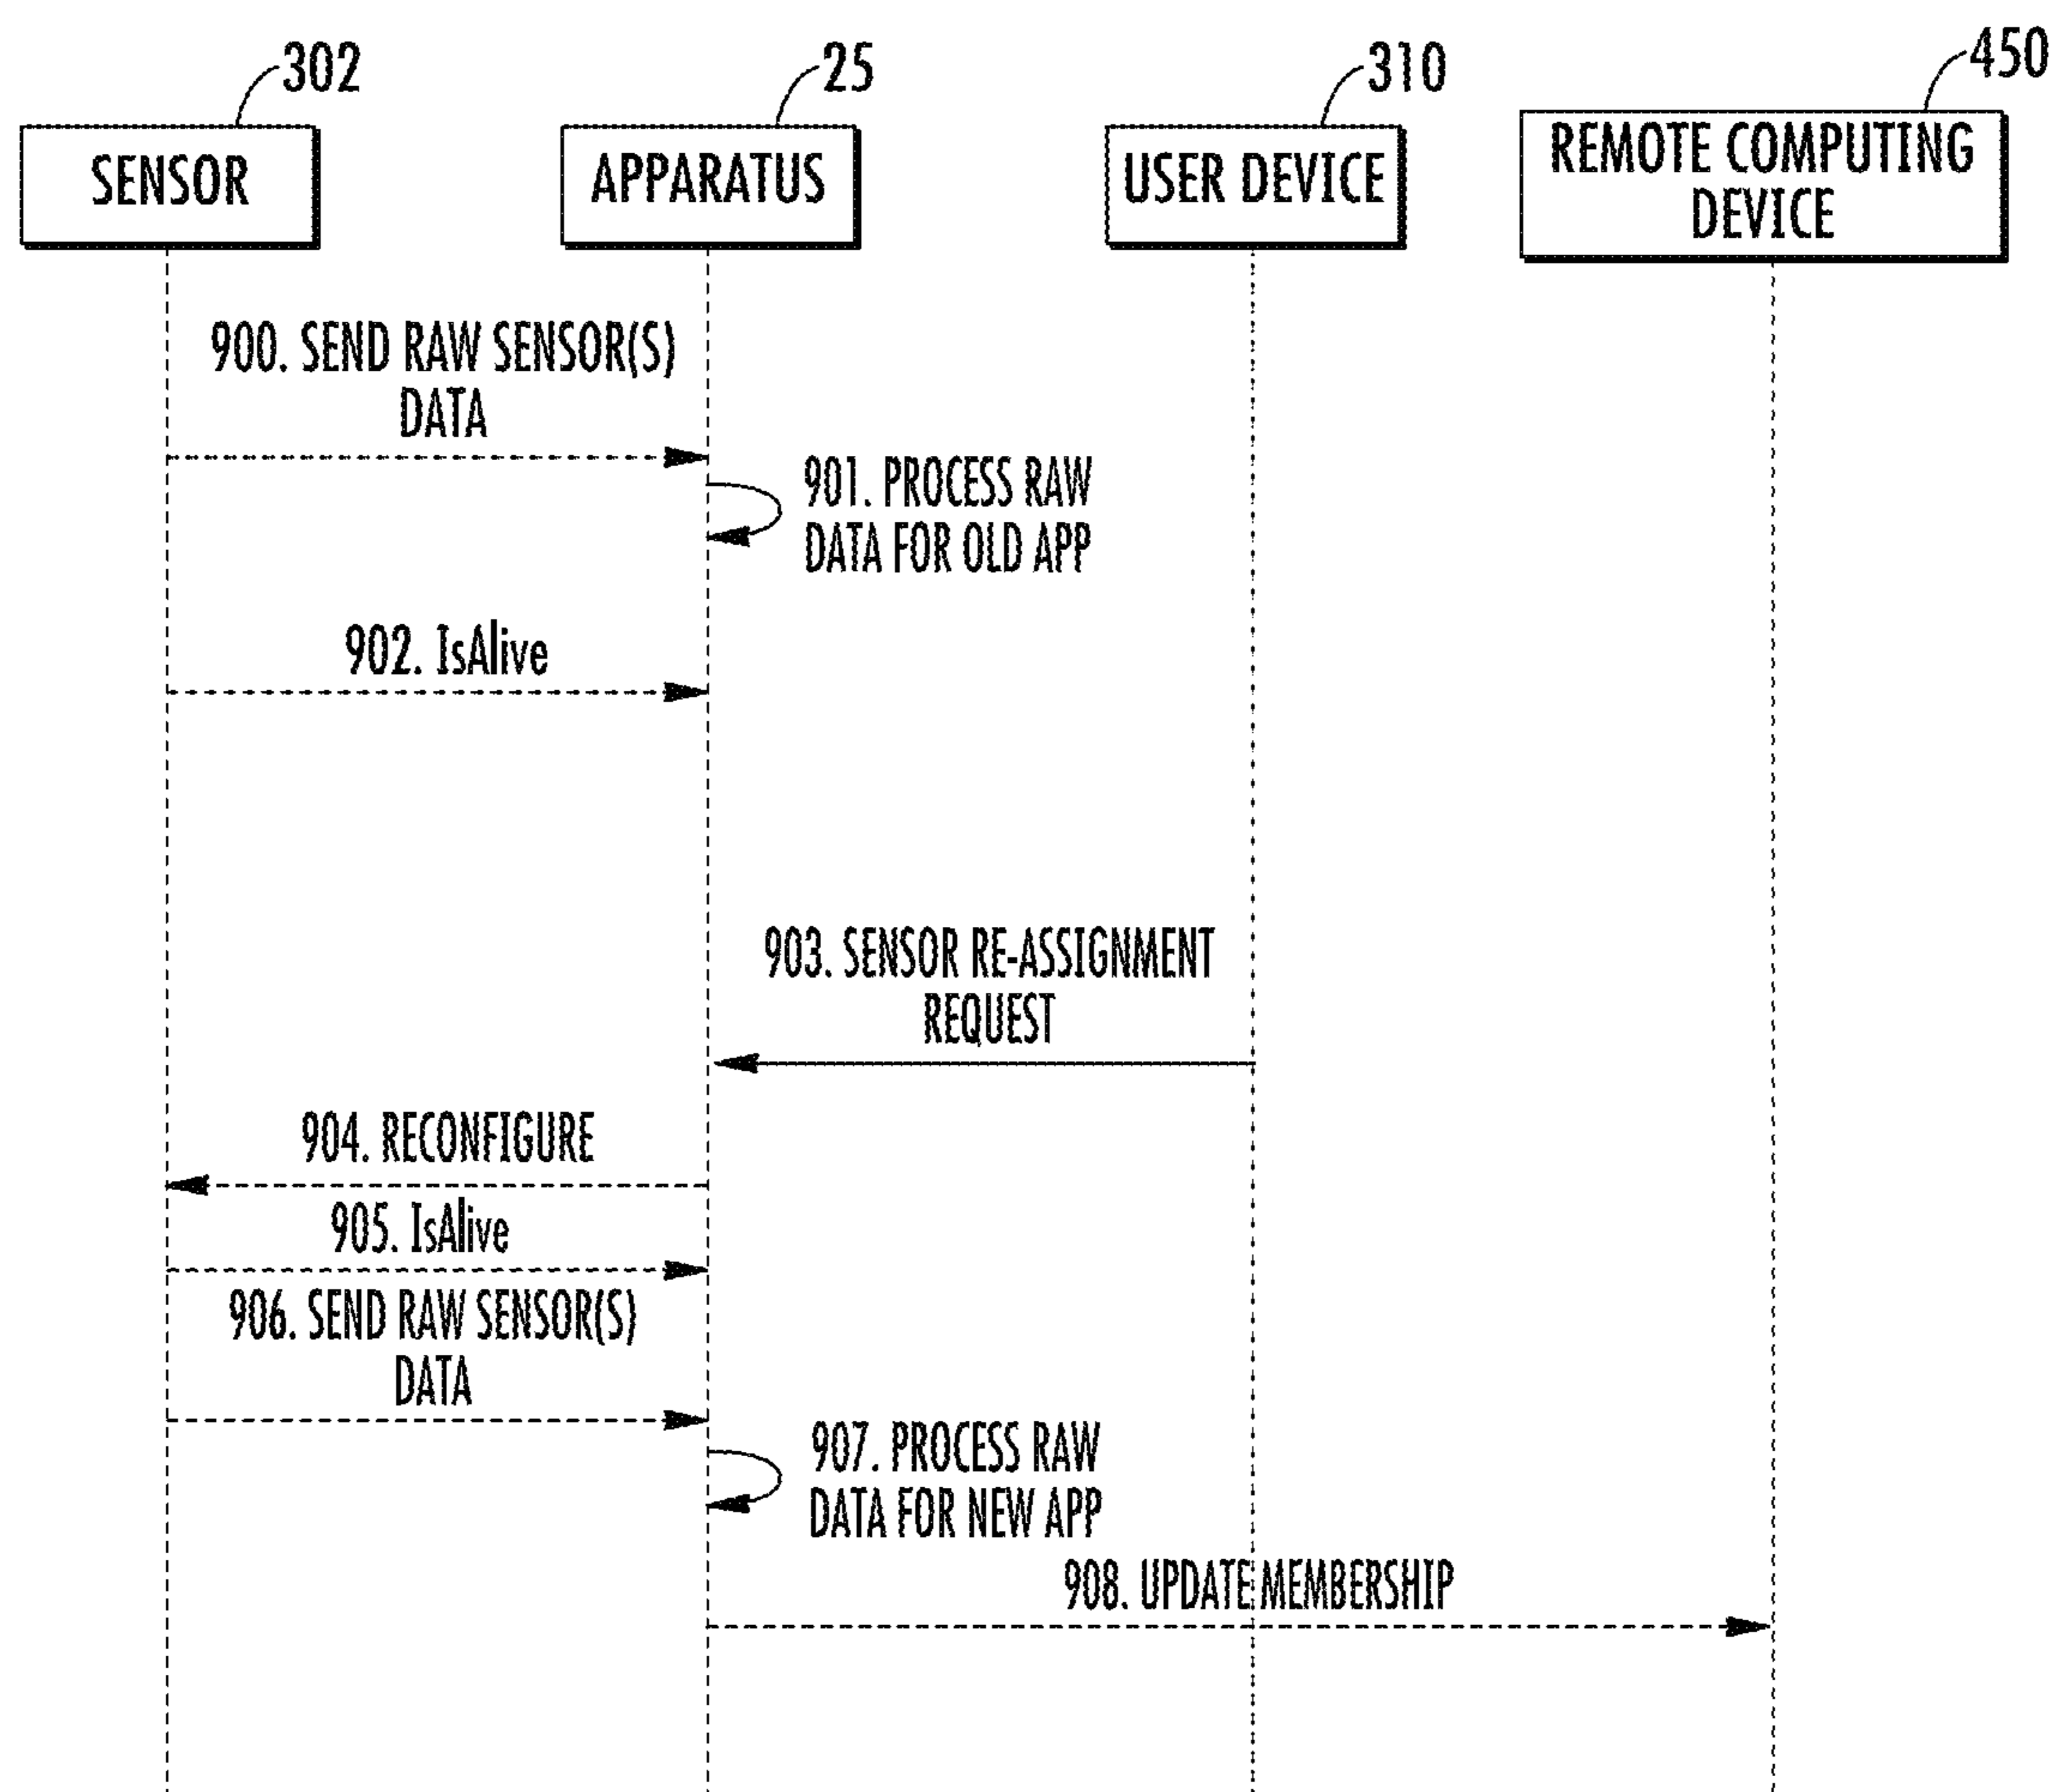 302
25
310
450
SENSOR
APPARATUS
USER DEVICE
REMOTE COMPUTING
DEVICE
900. SEND RAW SENSOR(S)
DATA
901. PROCESS RAW
DATA FOR OLD APP
902. IsAlive
903. SENSOR RE-ASSIGNMENT
REQUEST
904. RECONFIGURE
905. IsAlive
906. SEND RAW SENSOR(S)
DATA
907. PROCESS RAW
DATA FOR NEW APP
908. UPDATE MEMBERSHIP